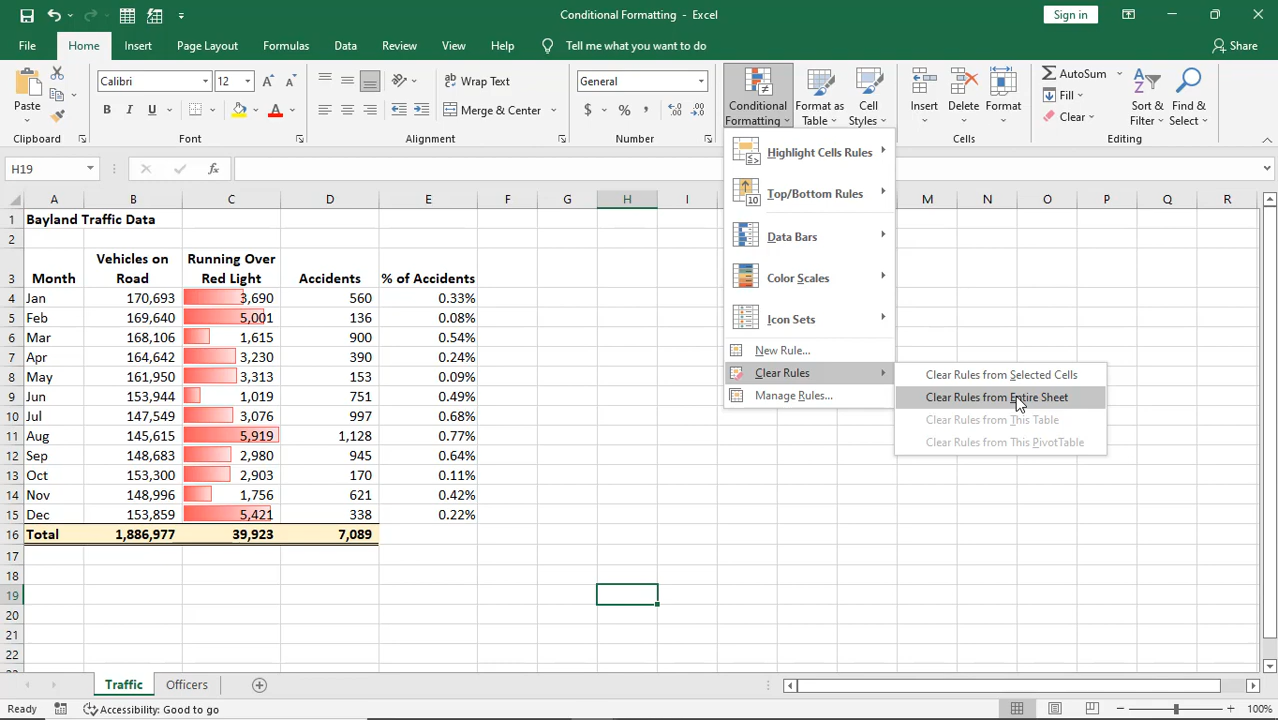 Conditional Formatting - Excel
Sign in
File Home Insert Page Layout Formulas Data Review View Help Tell me what you want to do Share
Paste
Clipboard
Calibri 12
B I U A
Font
Wrap Text
Merge & Center
Alignment
General
$ % ,
Number
Conditional Formatting
Format as Table
Cell Styles
Insert Delete Format
Cells
AutoSum
Fill
Clear
Sort & Filter
Find & Select
Editing
H19
fx
Highlight Cells Rules
Top/Bottom Rules
Data Bars
Color Scales
Icon Sets
New Rule...
Clear Rules
Manage Rules...
Clear Rules from Selected Cells
Clear Rules from Entire Sheet
Clear Rules from This Table
Clear Rules from This PivotTable
A B C D E F G H I M N O P Q R
1 Bayland Traffic Data
2
3 Month Vehicles on Road Running Over Red Light Accidents % of Accidents
4 Jan 170,693 3,690 560 0.33%
5 Feb 169,640 5,001 136 0.08%
6 Mar 168,106 1,615 900 0.54%
7 Apr 164,642 3,230 390 0.24%
8 May 161,950 3,313 153 0.09%
9 Jun 153,944 1,019 751 0.49%
10 Jul 147,549 3,076 997 0.68%
11 Aug 145,615 5,919 1,128 0.77%
12 Sep 148,683 2,980 945 0.64%
13 Oct 153,300 2,903 170 0.11%
14 Nov 148,996 1,756 621 0.42%
15 Dec 153,859 5,421 338 0.22%
16 Total 1,886,977 39,923 7,089
17
18
19
20
21
22
Traffic Officers
Ready Accessibility: Good to go 100%